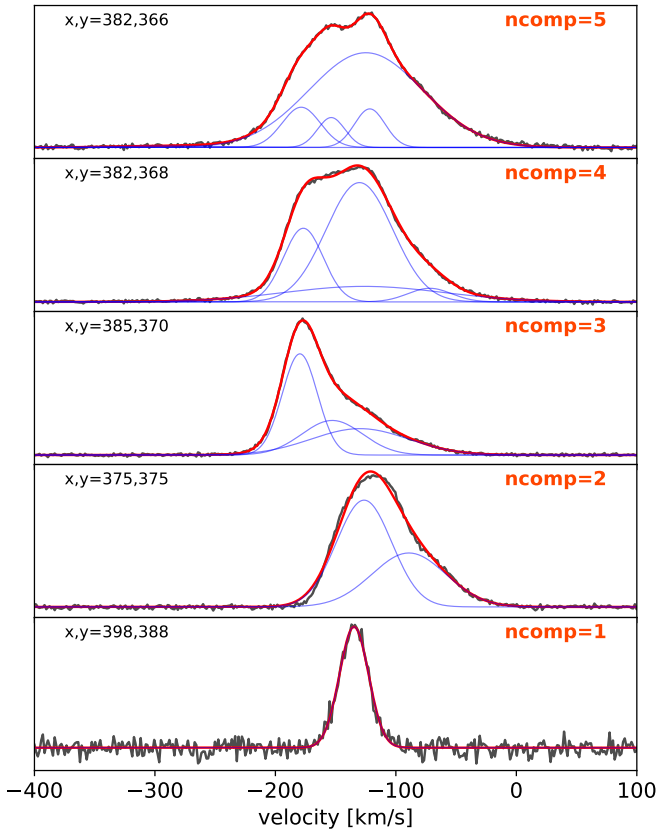 x,y=382,366 ncomp=5
x,y=382,368 ncomp=4
x,y=385,370 ncomp=3
x,y=375,375 ncomp=2
x,y=398,388 ncomp=1
−400 −300 −200 −100 0 100
velocity [km/s]